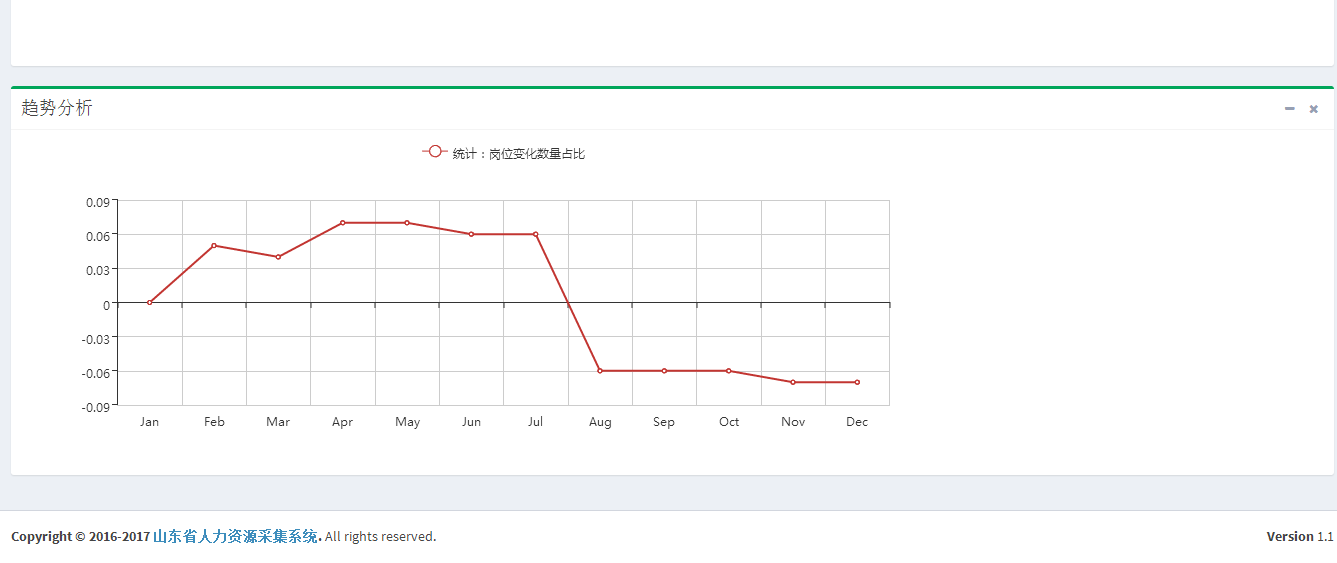 趋势分析
统计：岗位变化数量占比
0.09
0.06
0.03
0
-0.03
-0.06
-0.09
Jan Feb Mar Apr May Jun Jul Aug Sep Oct Nov Dec
Copyright © 2016-2017 山东省人力资源采集系统. All rights reserved. Version 1.1